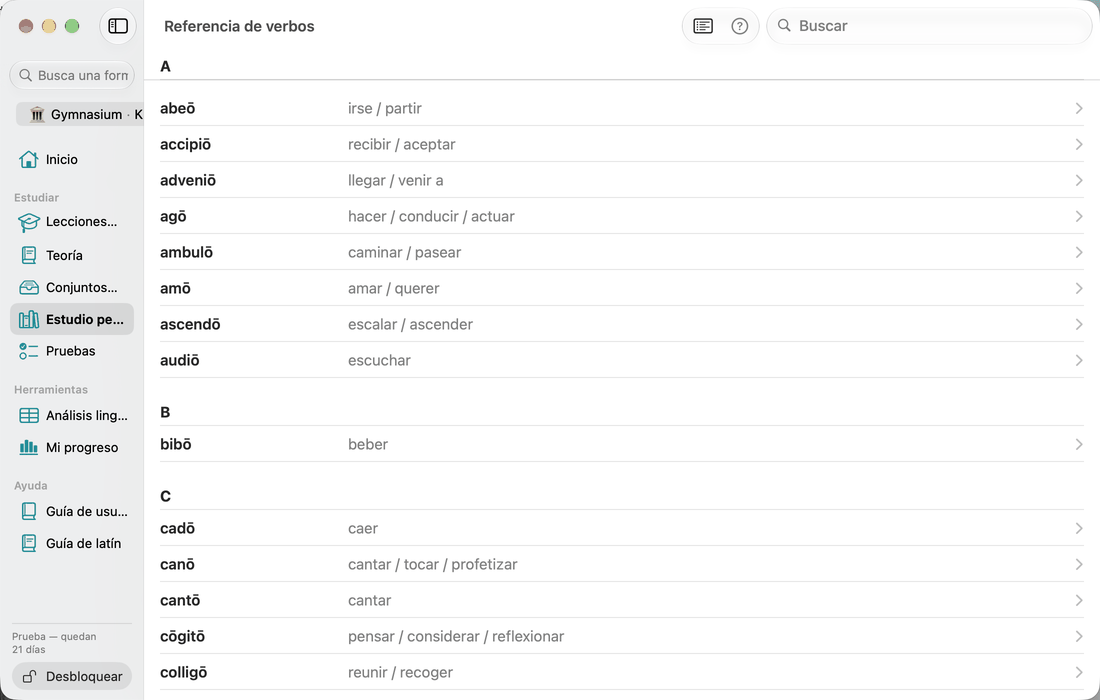 Referencia de verbos
Buscar
Busca una forn
Gymnasium · K
Inicio
Estudiar
Lecciones...
Teoría
Conjuntos...
Estudio pe...
Pruebas
Herramientas
Análisis ling...
Mi progreso
Ayuda
Guía de usu...
Guía de latín
Prueba — quedan
21 días
Desbloquear
A
abeō irse / partir
accipiō recibir / aceptar
adveniō llegar / venir a
agō hacer / conducir / actuar
ambulō caminar / pasear
amō amar / querer
ascendō escalar / ascender
audiō escuchar
B
bibō beber
C
cadō caer
canō cantar / tocar / profetizar
cantō cantar
cōgitō pensar / considerar / reflexionar
colligō reunir / recoger